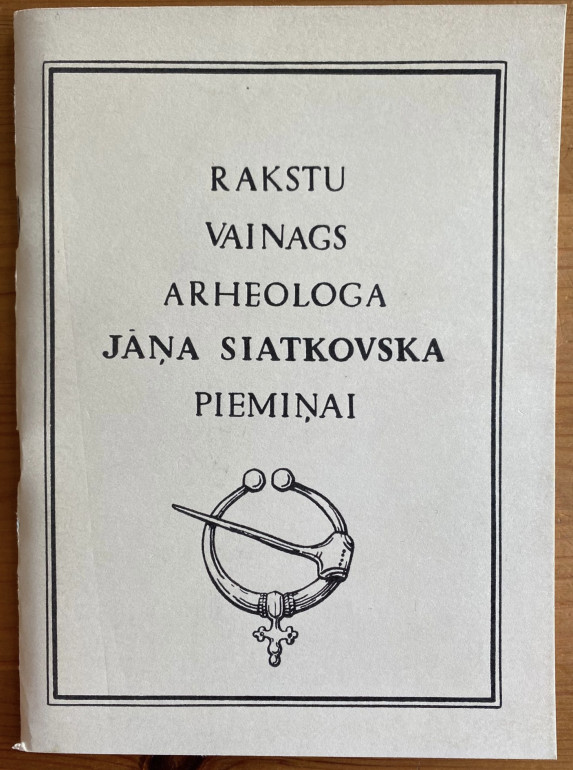 RAKSTU
VAINAGS
ARHEOLOGA
JĀŅA SIATKOVSKA
PIEMIŅAI